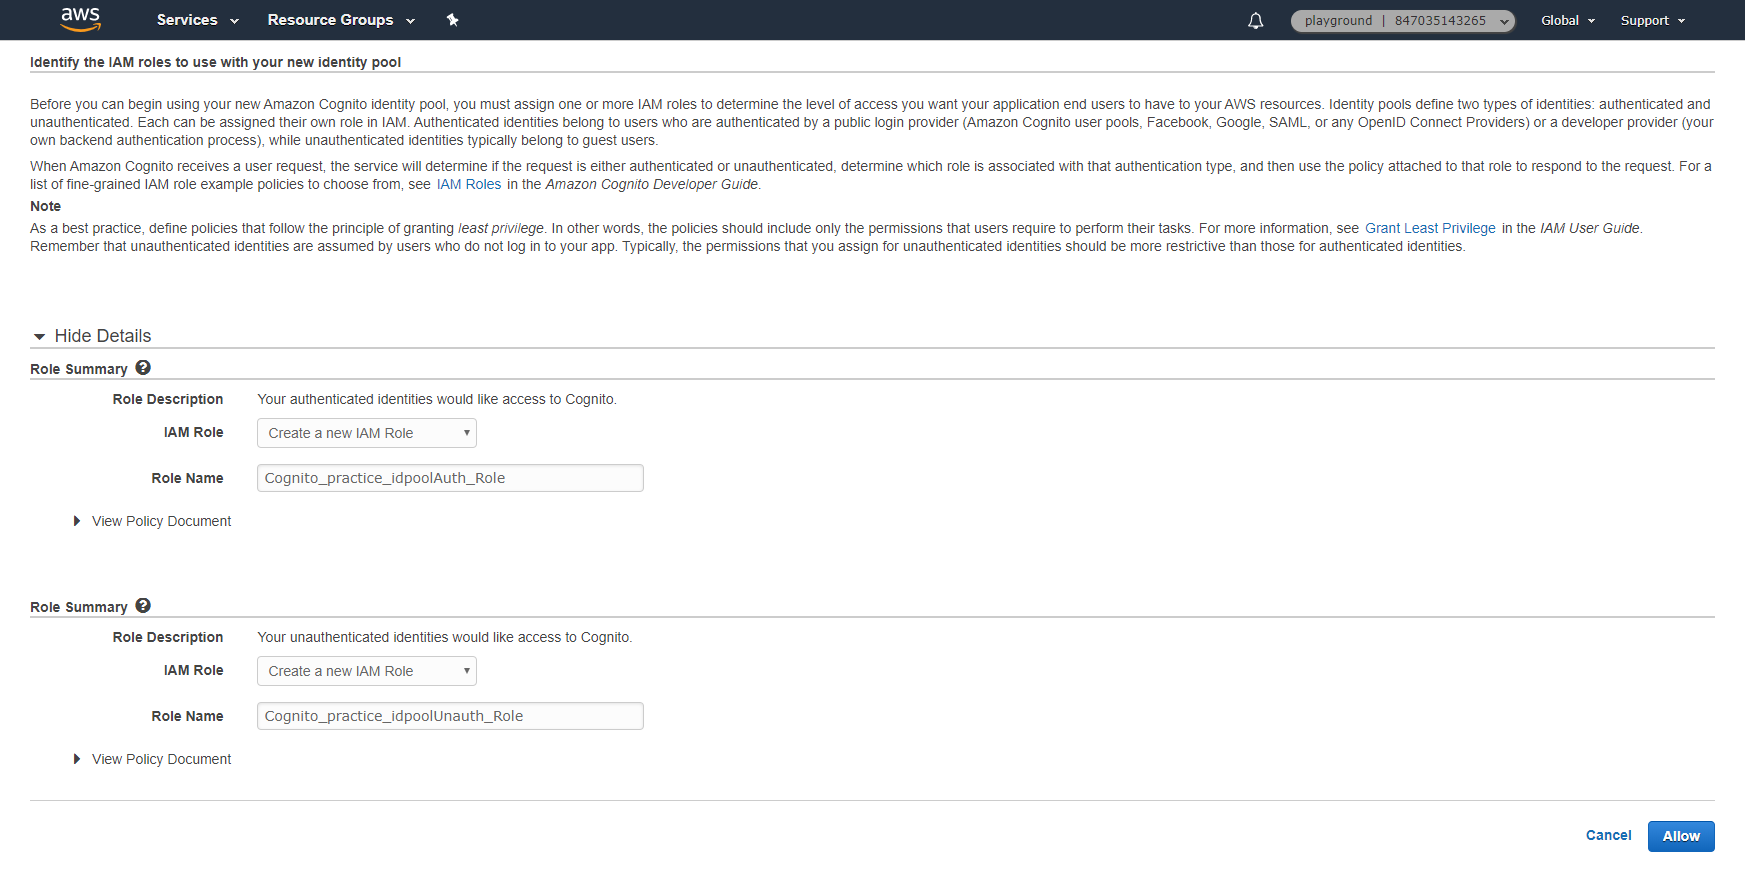 aws Services Resource Groups playground | 847035143265 Global Support
Identify the IAM roles to use with your new identity pool
Before you can begin using your new Amazon Cognito identity pool, you must assign one or more IAM roles to determine the level of access you want your application end users to have to your AWS resources. Identity pools define two types of identities: authenticated and
unauthenticated. Each can be assigned their own role in IAM. Authenticated identities belong to users who are authenticated by a public login provider (Amazon Cognito user pools, Facebook, Google, SAML, or any OpenID Connect Providers) or a developer provider (your
own backend authentication process), while unauthenticated identities typically belong to guest users.
When Amazon Cognito receives a user request, the service will determine if the request is either authenticated or unauthenticated, determine which role is associated with that authentication type, and then use the policy attached to that role to respond to the request. For a
list of fine-grained IAM role example policies to choose from, see IAM Roles in the Amazon Cognito Developer Guide.
Note
As a best practice, define policies that follow the principle of granting least privilege. In other words, the policies should include only the permissions that users require to perform their tasks. For more information, see Grant Least Privilege in the IAM User Guide.
Remember that unauthenticated identities are assumed by users who do not log in to your app. Typically, the permissions that you assign for unauthenticated identities should be more restrictive than those for authenticated identities.
Hide Details
Role Summary ?
Role Description Your authenticated identities would like access to Cognito.
IAM Role Create a new IAM Role
Role Name Cognito_practice_idpoolAuth_Role
View Policy Document
Role Summary ?
Role Description Your unauthenticated identities would like access to Cognito.
IAM Role Create a new IAM Role
Role Name Cognito_practice_idpoolUnauth_Role
View Policy Document
Cancel Allow